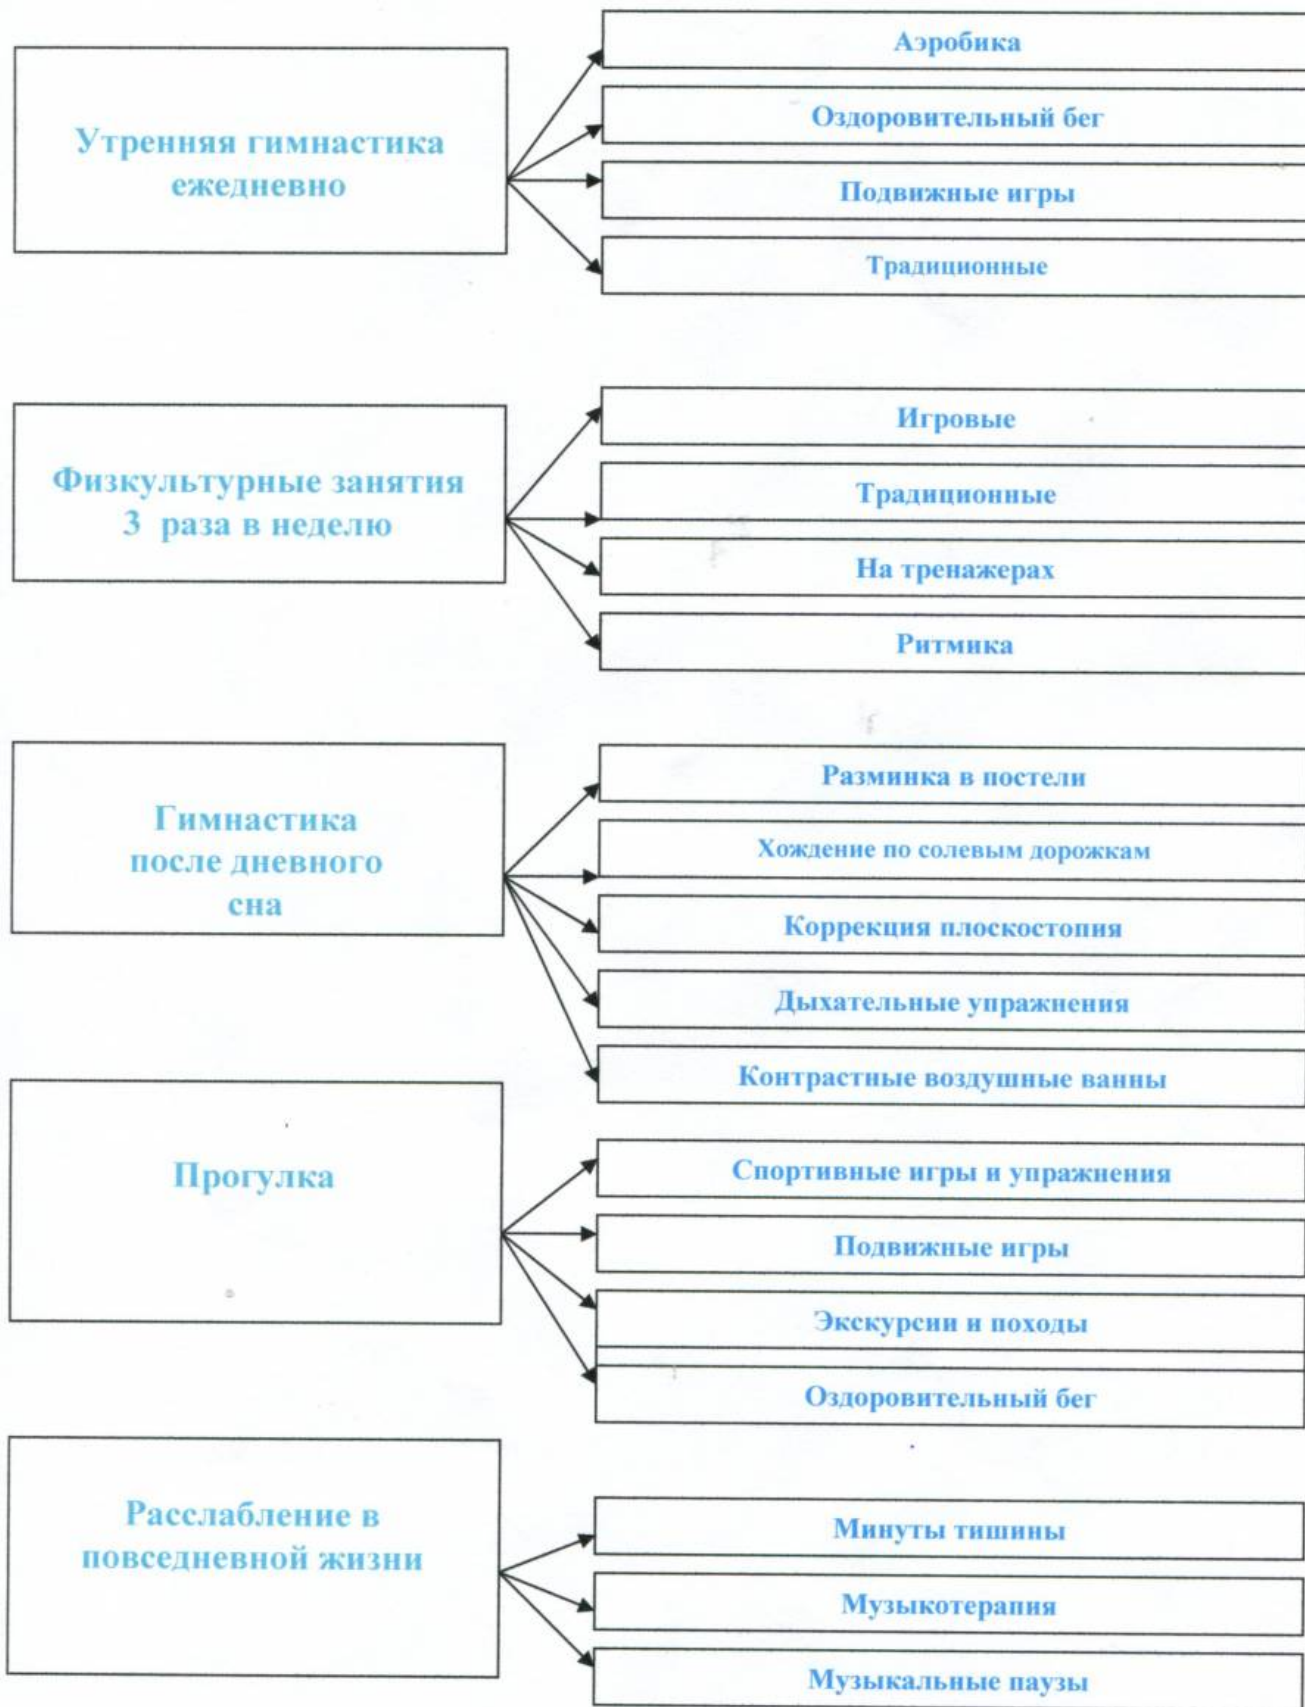 Утренняя гимнастика
ежедневно
Аэробика
Оздоровительный бег
Подвижные игры
Традиционные
Физкультурные занятия
3 раза в неделю
Игровые
Традиционные
На тренажерах
Ритмика
Гимнастика
после дневного
сна
Разминка в постели
Хождение по солевым дорожкам
Коррекция плоскостопия
Дыхательные упражнения
Контрастные воздушные ванны
Прогулка
Спортивные игры и упражнения
Подвижные игры
Экскурсии и походы
Оздоровительный бег
Расслабление в
повседневной жизни
Минуты тишины
Музыкотерапия
Музыкальные паузы